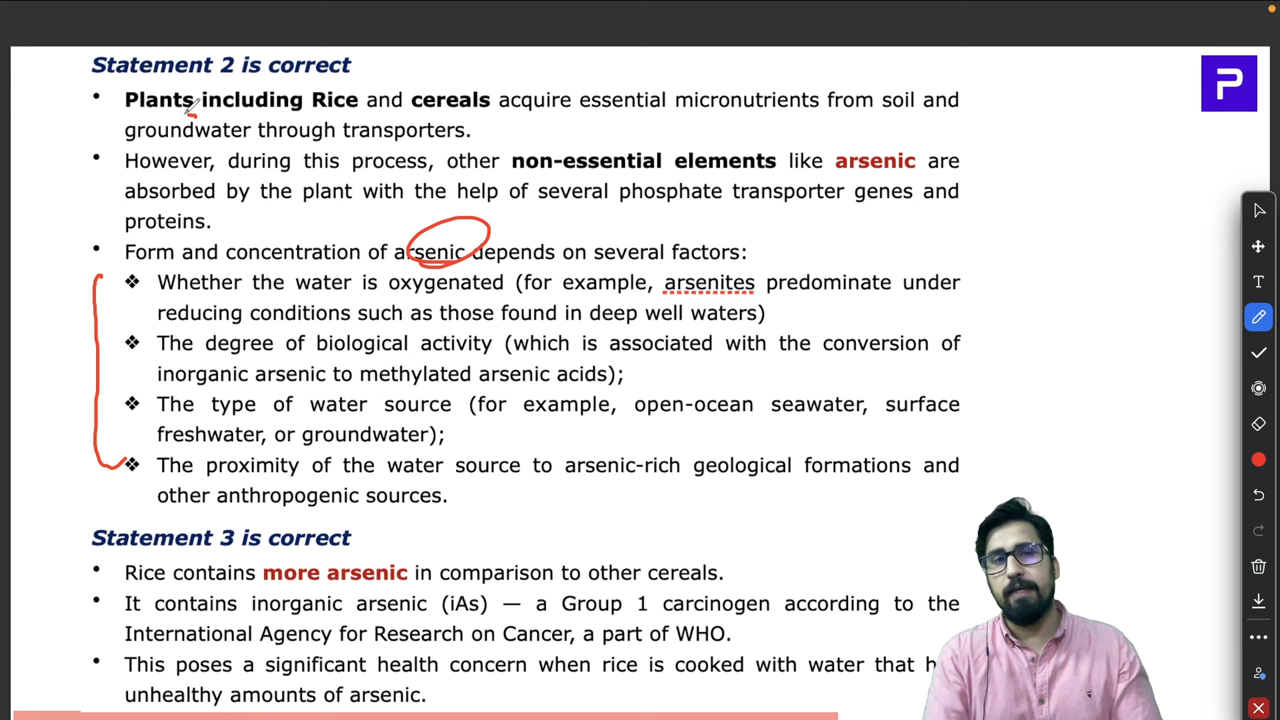 Statement 2 is correct
• Plants including Rice and cereals acquire essential micronutrients from soil and
groundwater through transporters.
• However, during this process, other non-essential elements like arsenic are
absorbed by the plant with the help of several phosphate transporter genes and
proteins.
• Form and concentration of arsenic depends on several factors:
❖ Whether the water is oxygenated (for example, arsenites predominate under
reducing conditions such as those found in deep well waters)
❖ The degree of biological activity (which is associated with the conversion of
inorganic arsenic to methylated arsenic acids);
❖ The type of water source (for example, open-ocean seawater, surface
freshwater, or groundwater);
❖ The proximity of the water source to arsenic-rich geological formations and
other anthropogenic sources.
Statement 3 is correct
• Rice contains more arsenic in comparison to other cereals.
• It contains inorganic arsenic (iAs) — a Group 1 carcinogen according to the
International Agency for Research on Cancer, a part of WHO.
• This poses a significant health concern when rice is cooked with water that
unhealthy amounts of arsenic.
P
T